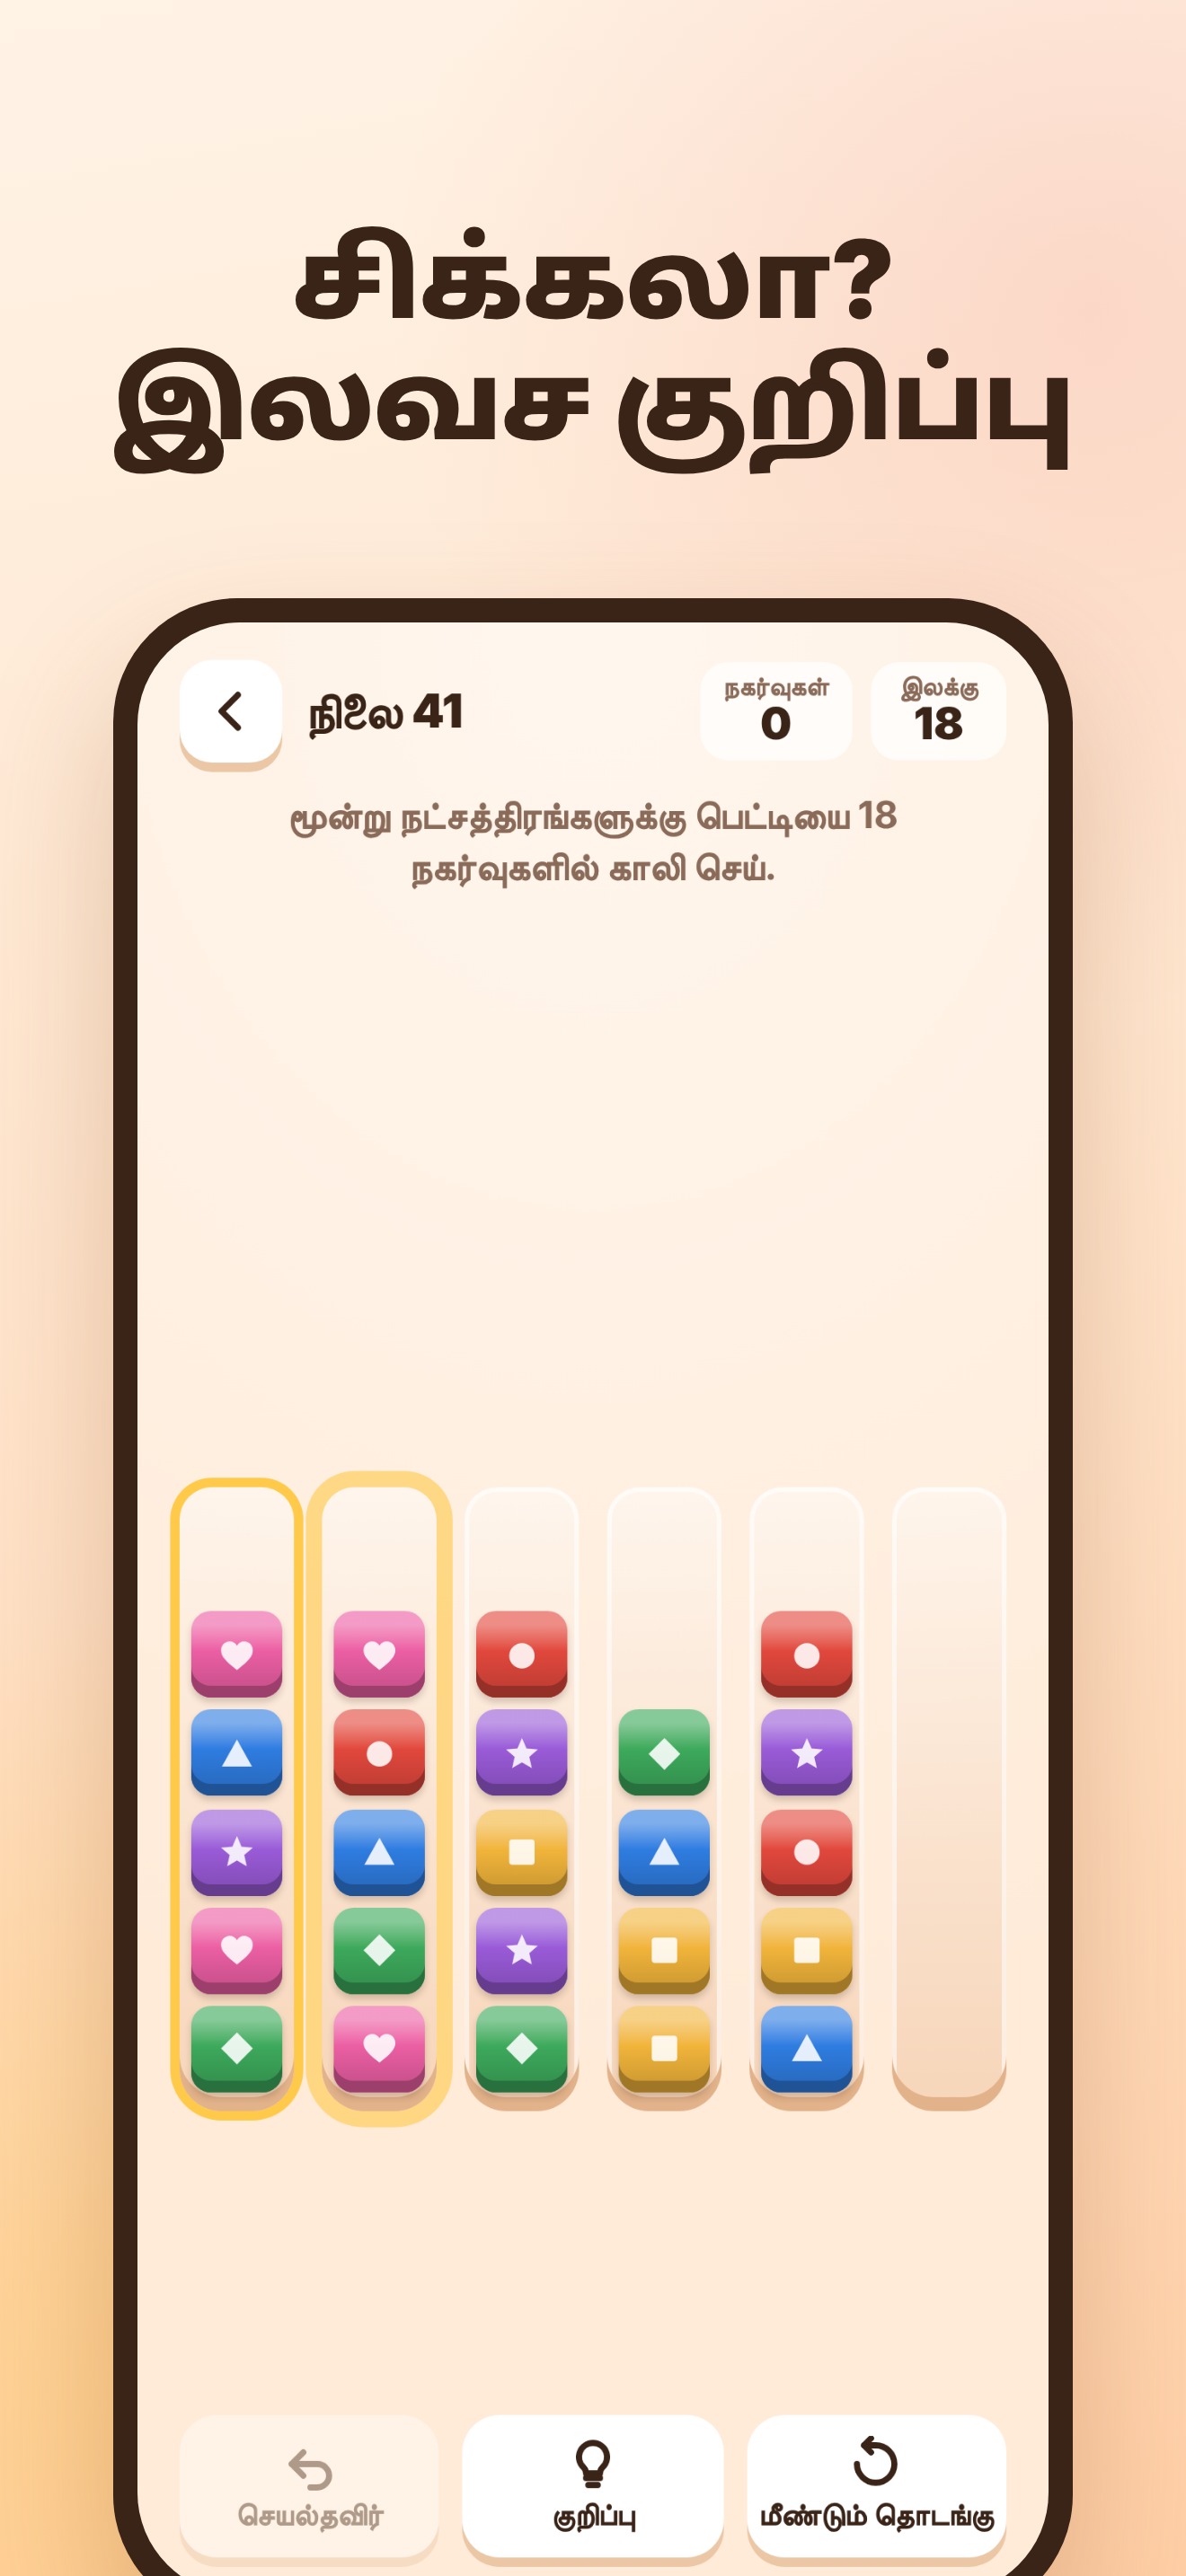 சிக்கலா?
இலவச குறிப்பு
நிலை 41
நகர்வுகள்
0
இலக்கு
18
மூன்று நட்சத்திரங்களுக்கு பெட்டியை 18
நகர்வுகளில் காலி செய்.
செயல்தவிர்
குறிப்பு
மீண்டும் தொடங்கு